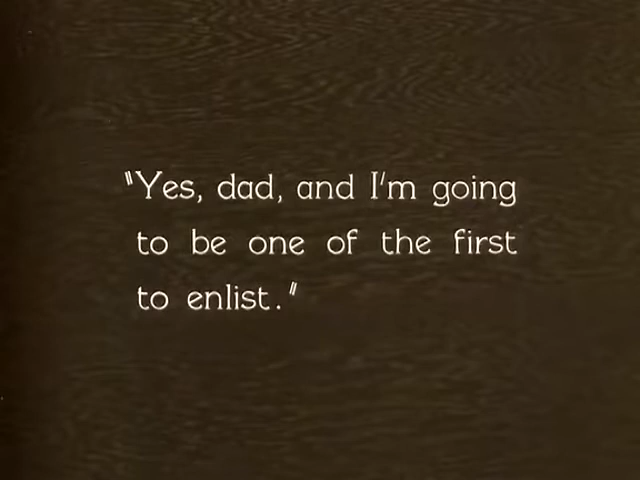 "Yes, dad, and I'm going
to be one of the first
to enlist."